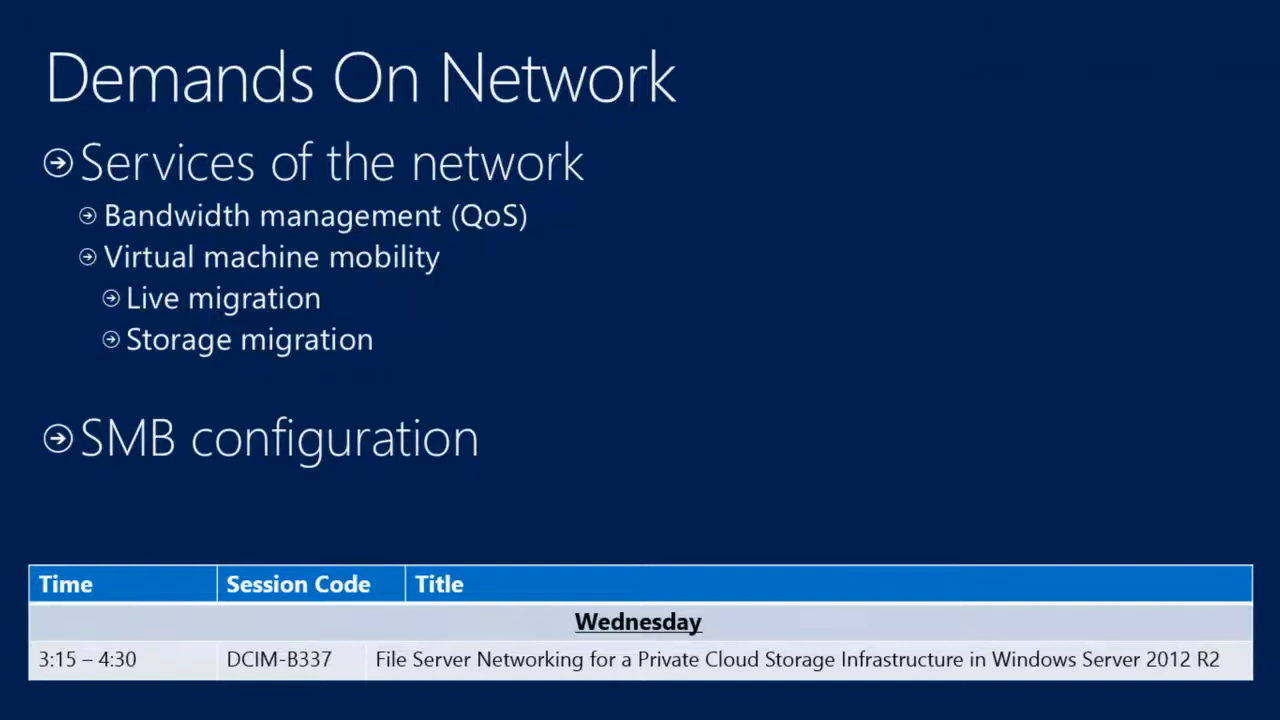 Demands On Network
Services of the network
Bandwidth management (QoS)
Virtual machine mobility
Live migration
Storage migration
SMB configuration
Time Session Code Title
Wednesday
3:15 – 4:30 DCIM-B337 File Server Networking for a Private Cloud Storage Infrastructure in Windows Server 2012 R2